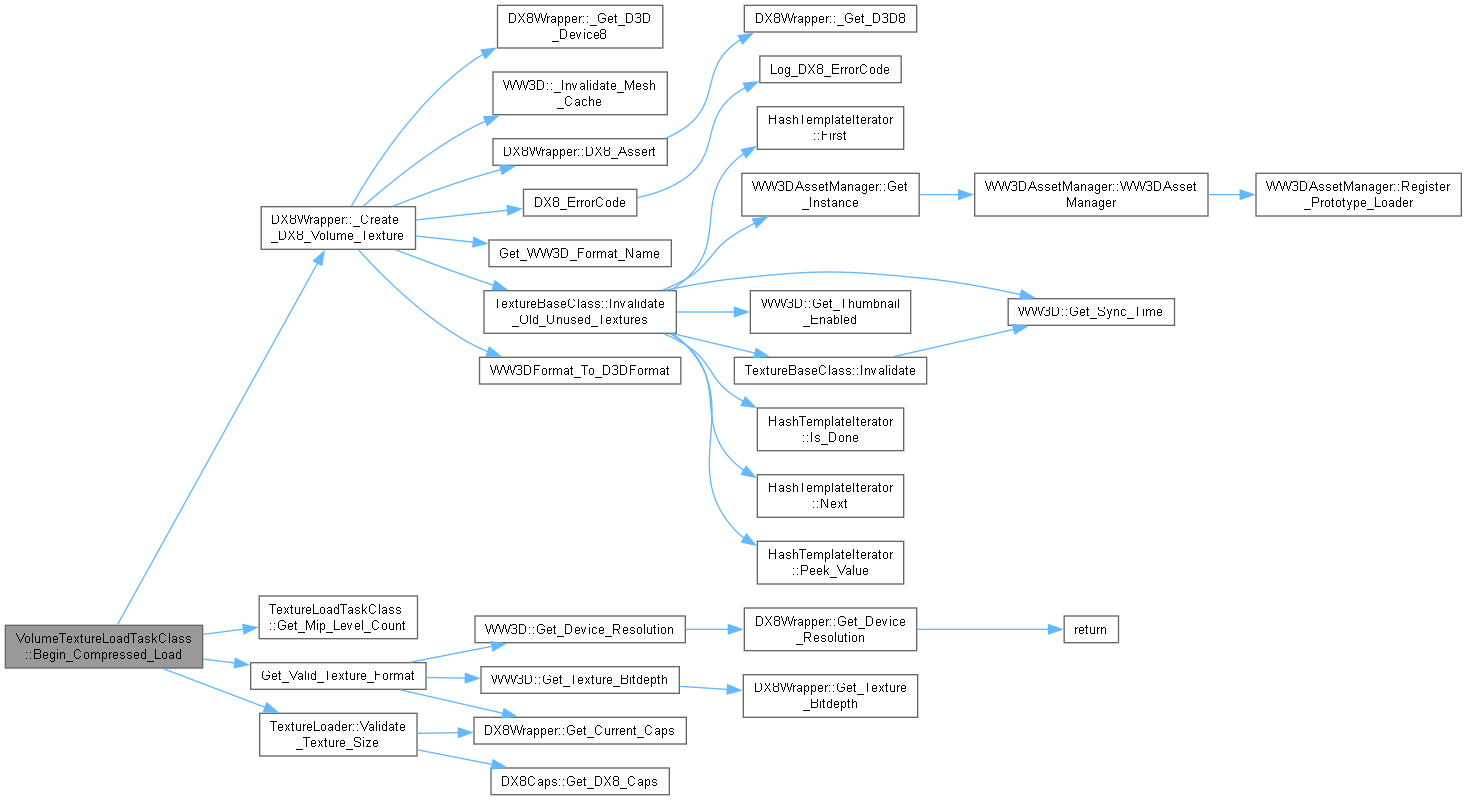 DX8Wrapper::_Get_D3D
_Device8
WW3D::_Invalidate_Mesh
_Cache
DX8Wrapper::DX8_Assert
DX8_ErrorCode
DX8Wrapper::_Create
_DX8_Volume_Texture
Get_WW3D_Format_Name
TextureBaseClass::Invalidate
_Old_Unused_Textures
WW3DFormat_To_D3DFormat
DX8Wrapper::_Get_D3D8
Log_DX8_ErrorCode
HashTemplateIterator
::First
WW3DAssetManager::Get
_Instance
WW3DAssetManager::WW3DAsset
Manager
WW3DAssetManager::Register
_Prototype_Loader
WW3D::Get_Thumbnail
_Enabled
WW3D::Get_Sync_Time
TextureBaseClass::Invalidate
HashTemplateIterator
::Is_Done
HashTemplateIterator
::Next
HashTemplateIterator
::Peek_Value
VolumeTextureLoadTaskClass
::Begin_Compressed_Load
TextureLoadTaskClass
::Get_Mip_Level_Count
Get_Valid_Texture_Format
TextureLoader::Validate
_Texture_Size
WW3D::Get_Device_Resolution
WW3D::Get_Texture_Bitdepth
DX8Wrapper::Get_Current_Caps
DX8Caps::Get_DX8_Caps
DX8Wrapper::Get_Device
_Resolution
DX8Wrapper::Get_Texture
_Bitdepth
return